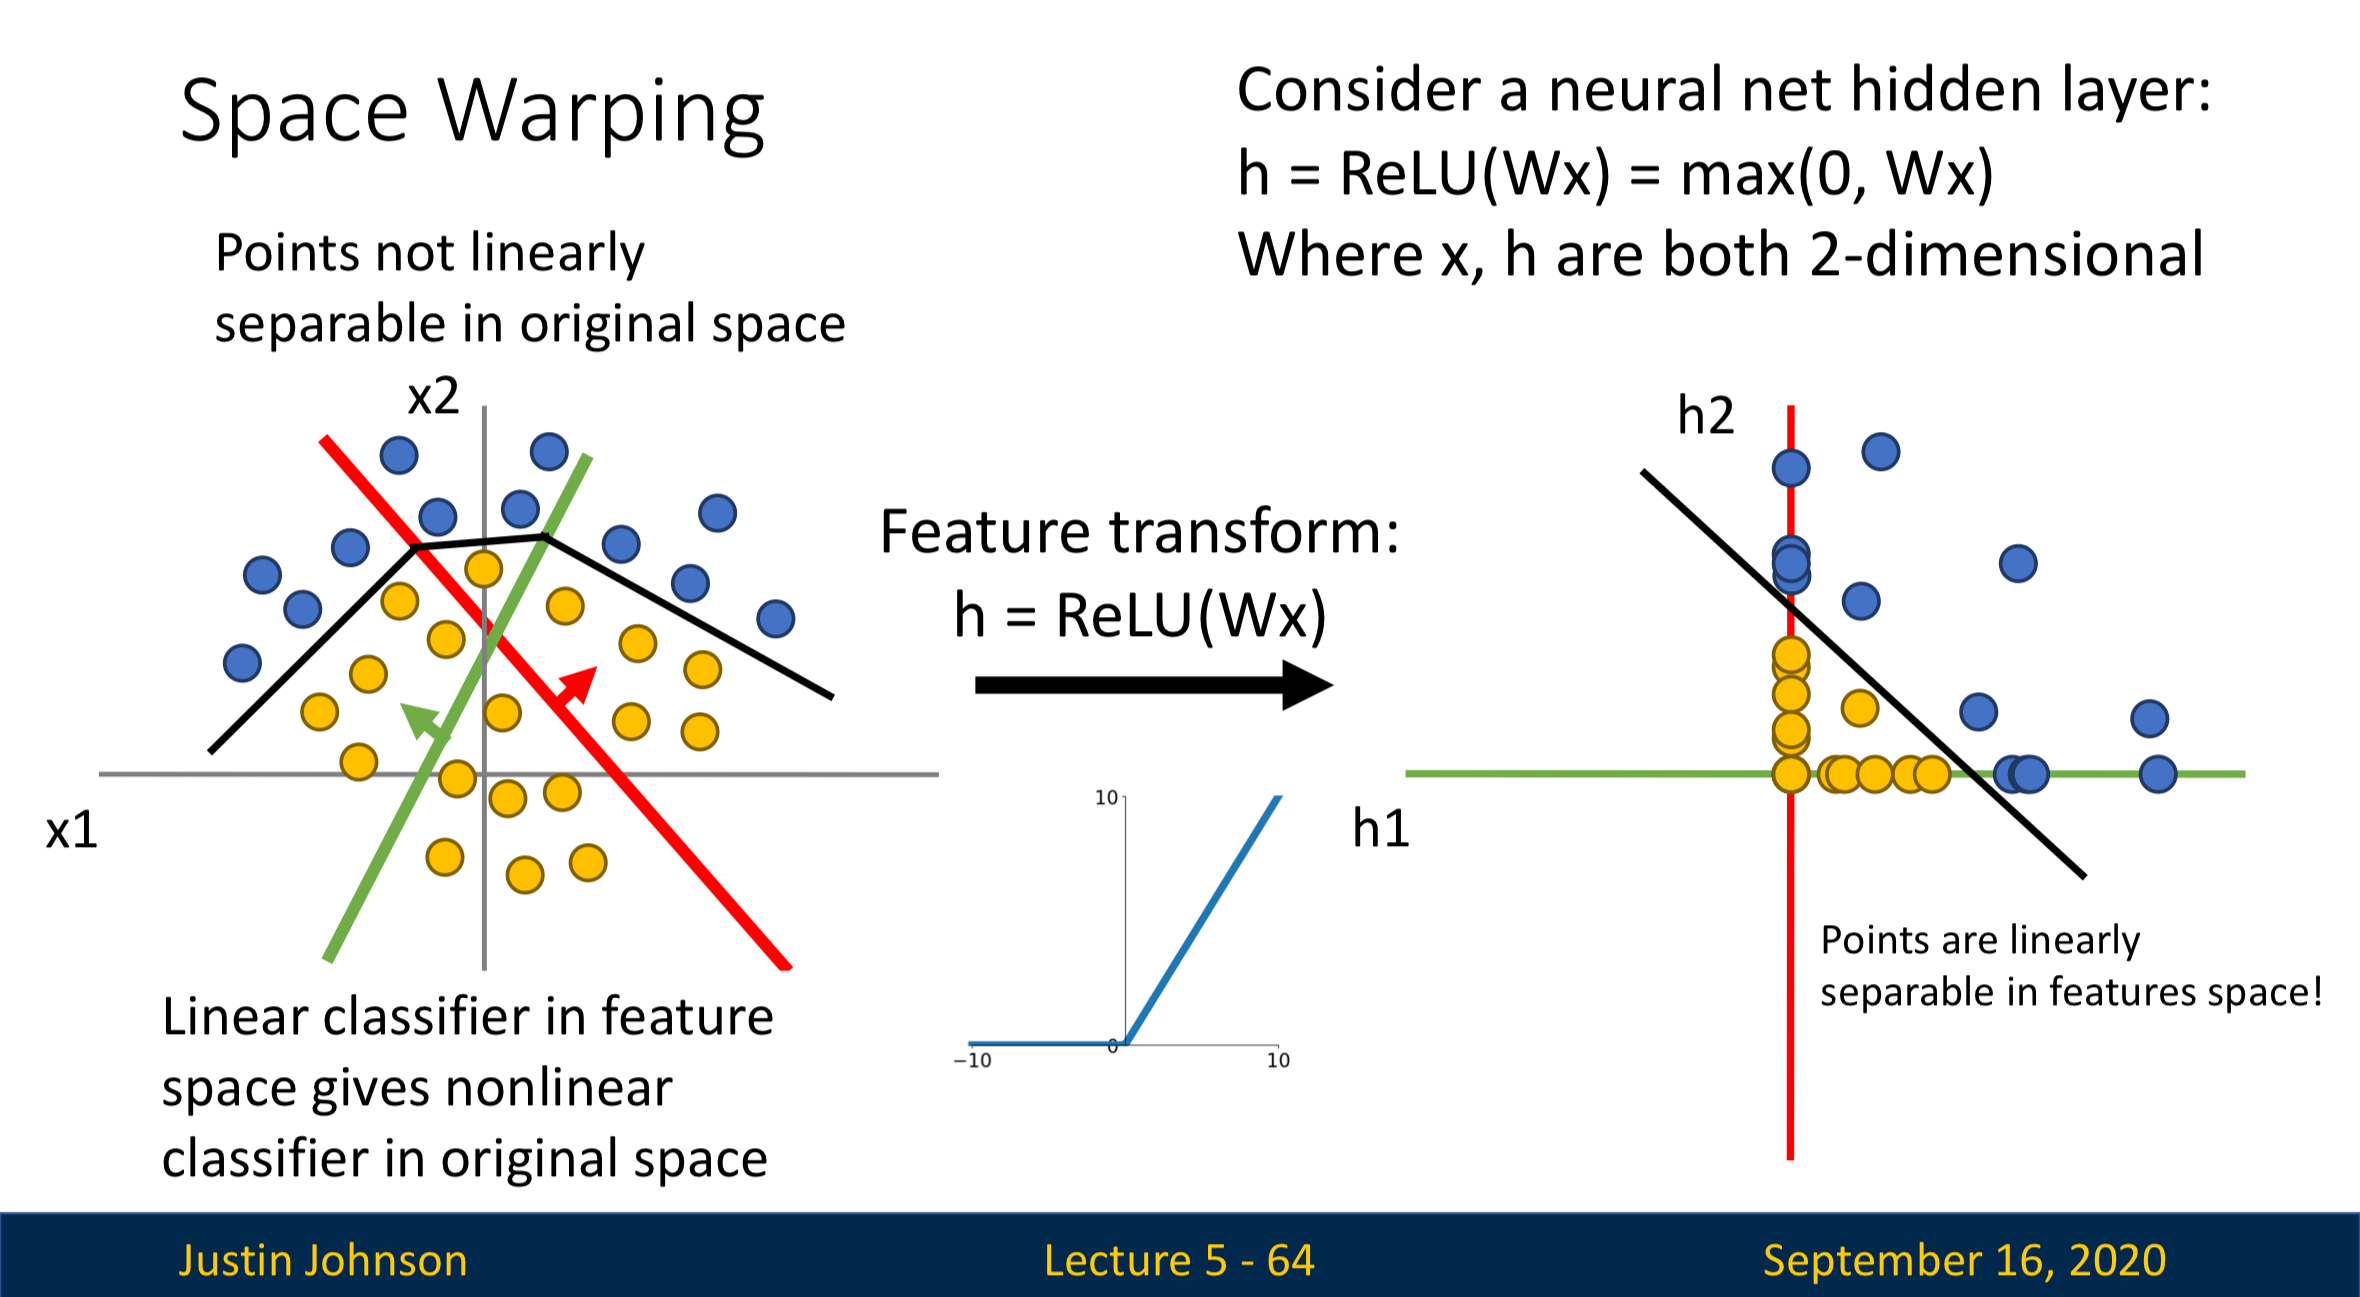 Space Warping
Consider a neural net hidden layer:
h = ReLU(Wx) = max(0, Wx)
Where x, h are both 2-dimensional
Points not linearly
separable in original space
x2
x1
Feature transform:
h = ReLU(Wx)
10
0
−10
10
h2
h1
Points are linearly
separable in features space!
Linear classifier in feature
space gives nonlinear
classifier in original space
Justin Johnson
Lecture 5 - 64
September 16, 2020